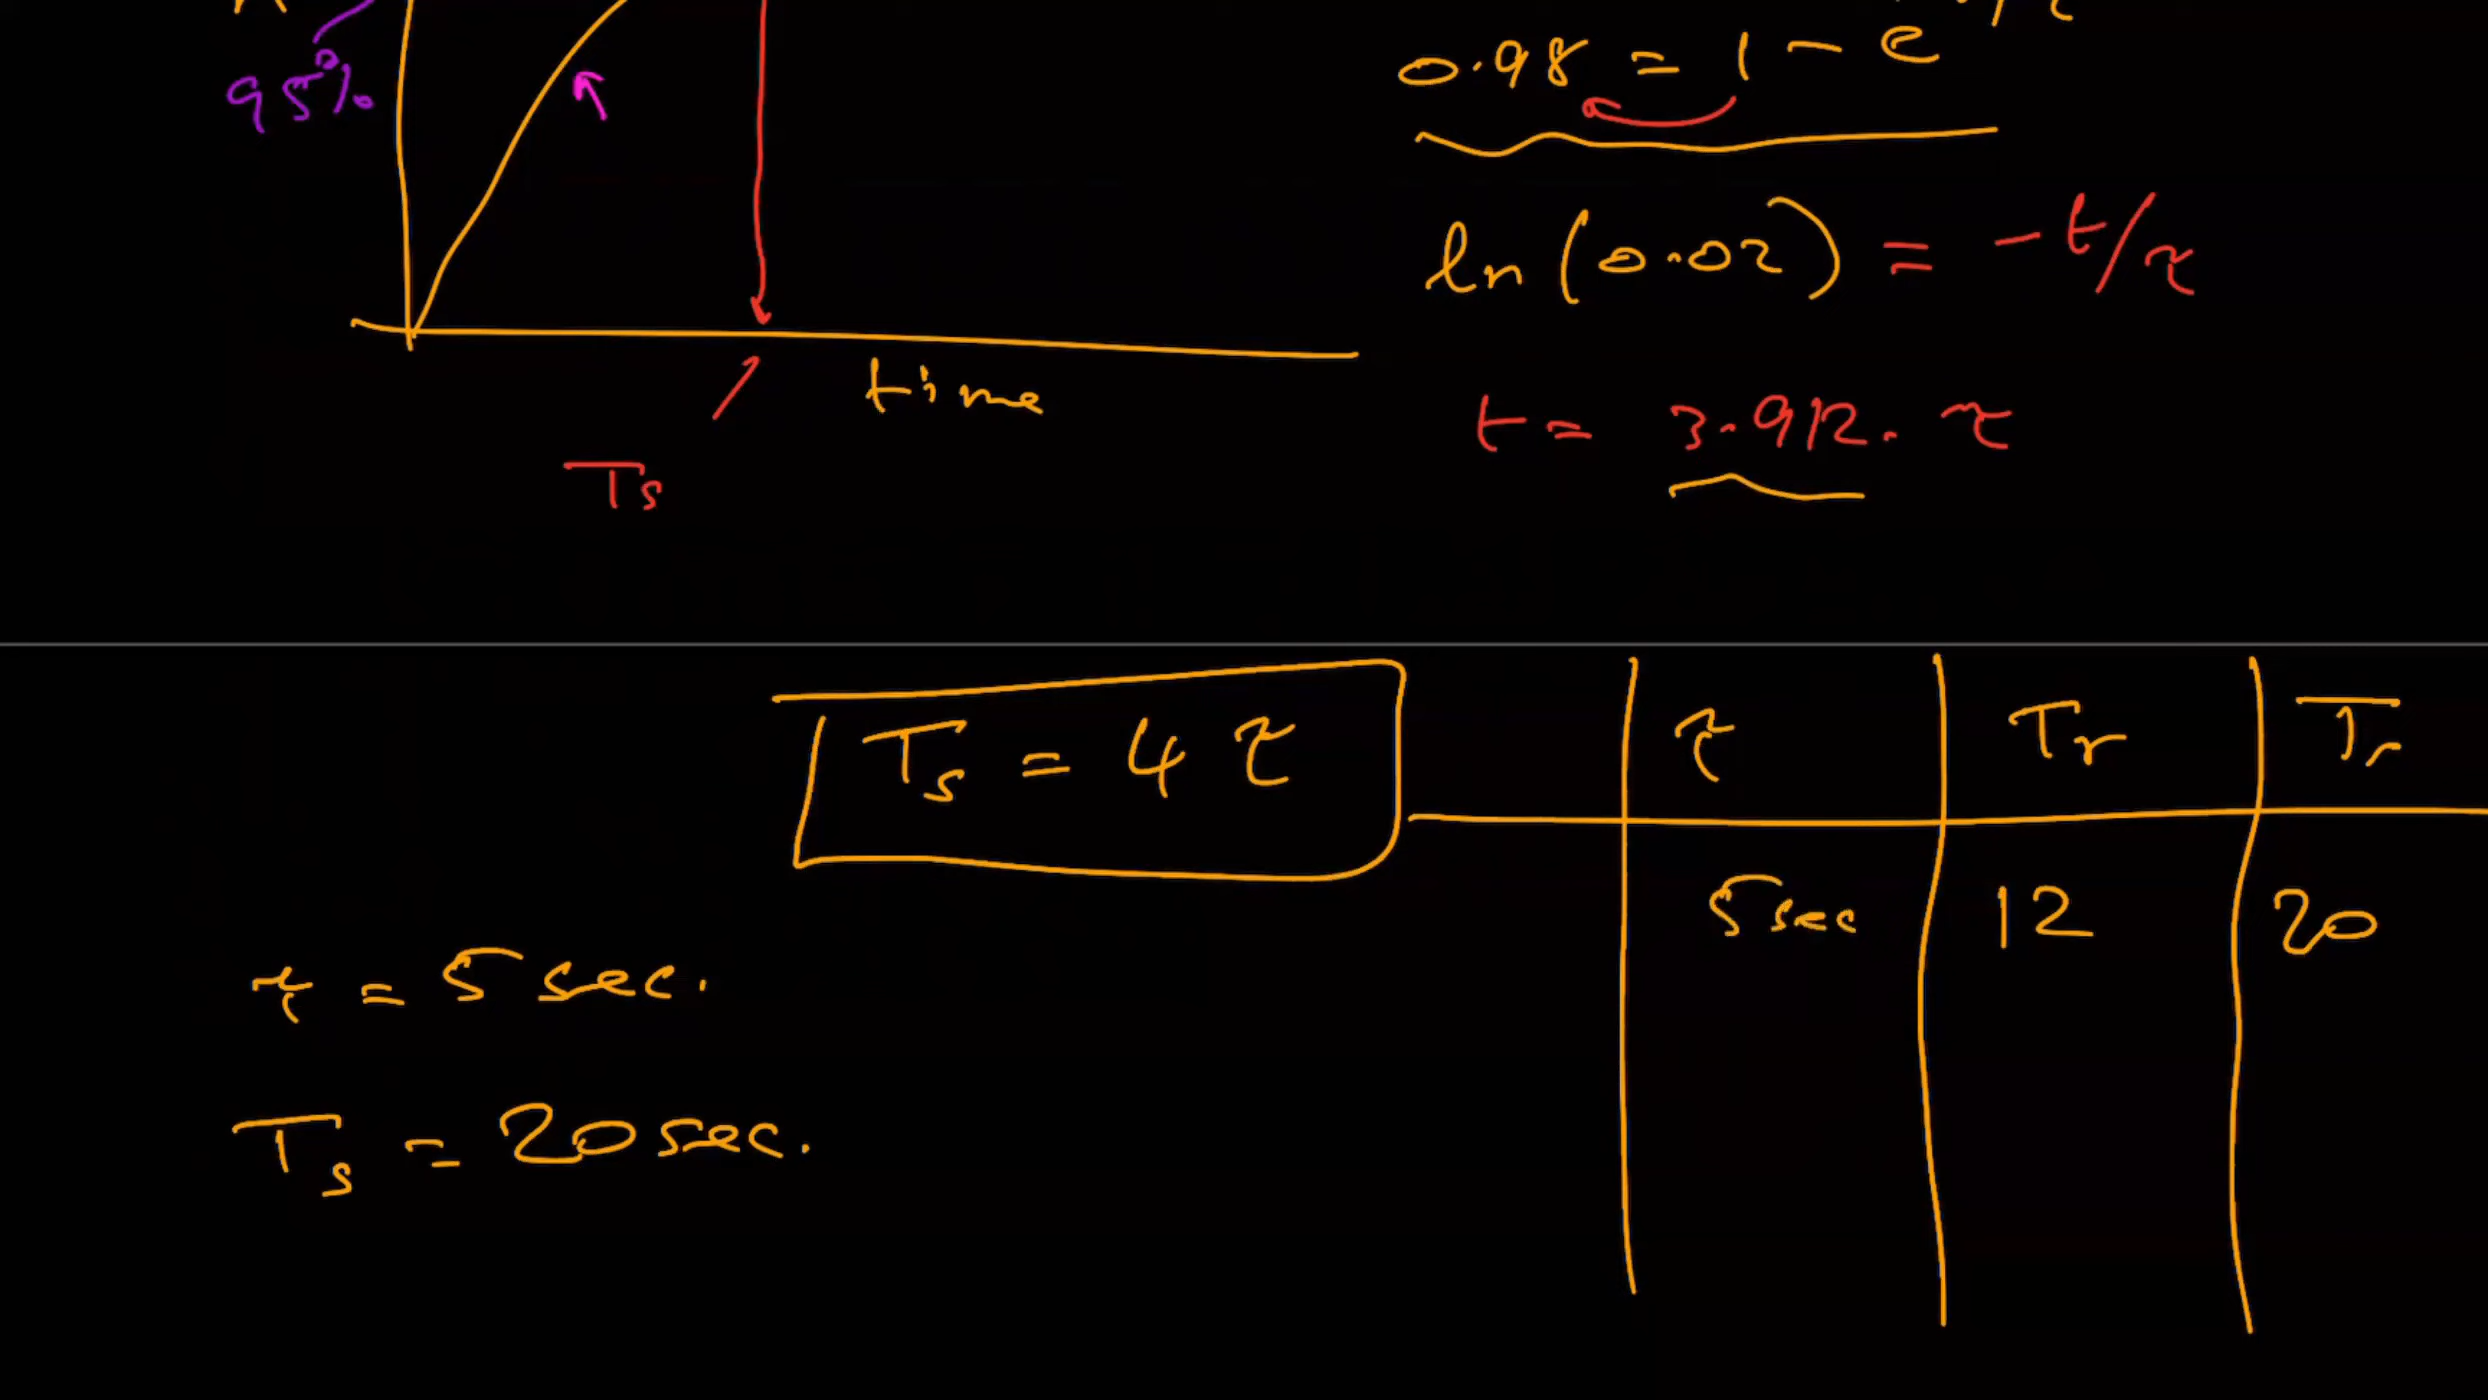 95%
0.98 = 1 - e
ln(0.02) = -t/τ
time
t = 3.912. τ
Ts
Ts = 4 τ
τ Tr Tr
5 sec 12 20
τ = 5 sec.
Ts = 20 sec.